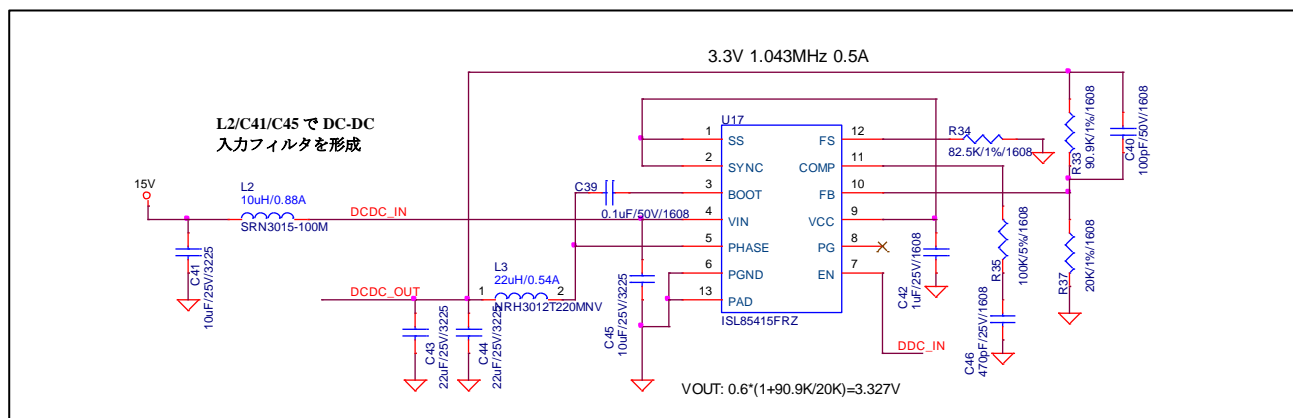 3.3V 1.043MHz 0.5A
L2/C41/C45 で DC-DC
入力フィルタを形成
15V
L2
10uH/0.88A
SRN3015-100M
DCDC_IN
C41
10uF/25V/3225
DCDC_OUT
L3
22uH/0.54A
1
2
NRH3012T220MNV
C43
22uF/25V/3225
C44
22uF/25V/3225
C39
0.1uF/50V/1608
C45
10uF/25V/3225
U17
1 SS FS 12
2 SYNC COMP 11
3 BOOT FB 10
4 VIN VCC 9
5 PHASE PG 8
6 PGND EN 7
13 PAD
ISL85415FRZ
R34
82.5K/1%/1608
R33
90.9K/1%/1608
C40
100pF/50V/1608
C42
1uF/25V/1608
R35
100K/5%/1608
R37
20K/1%/1608
C46
470pF/25V/1608
DDC_IN
VOUT: 0.6*(1+90.9K/20K)=3.327V